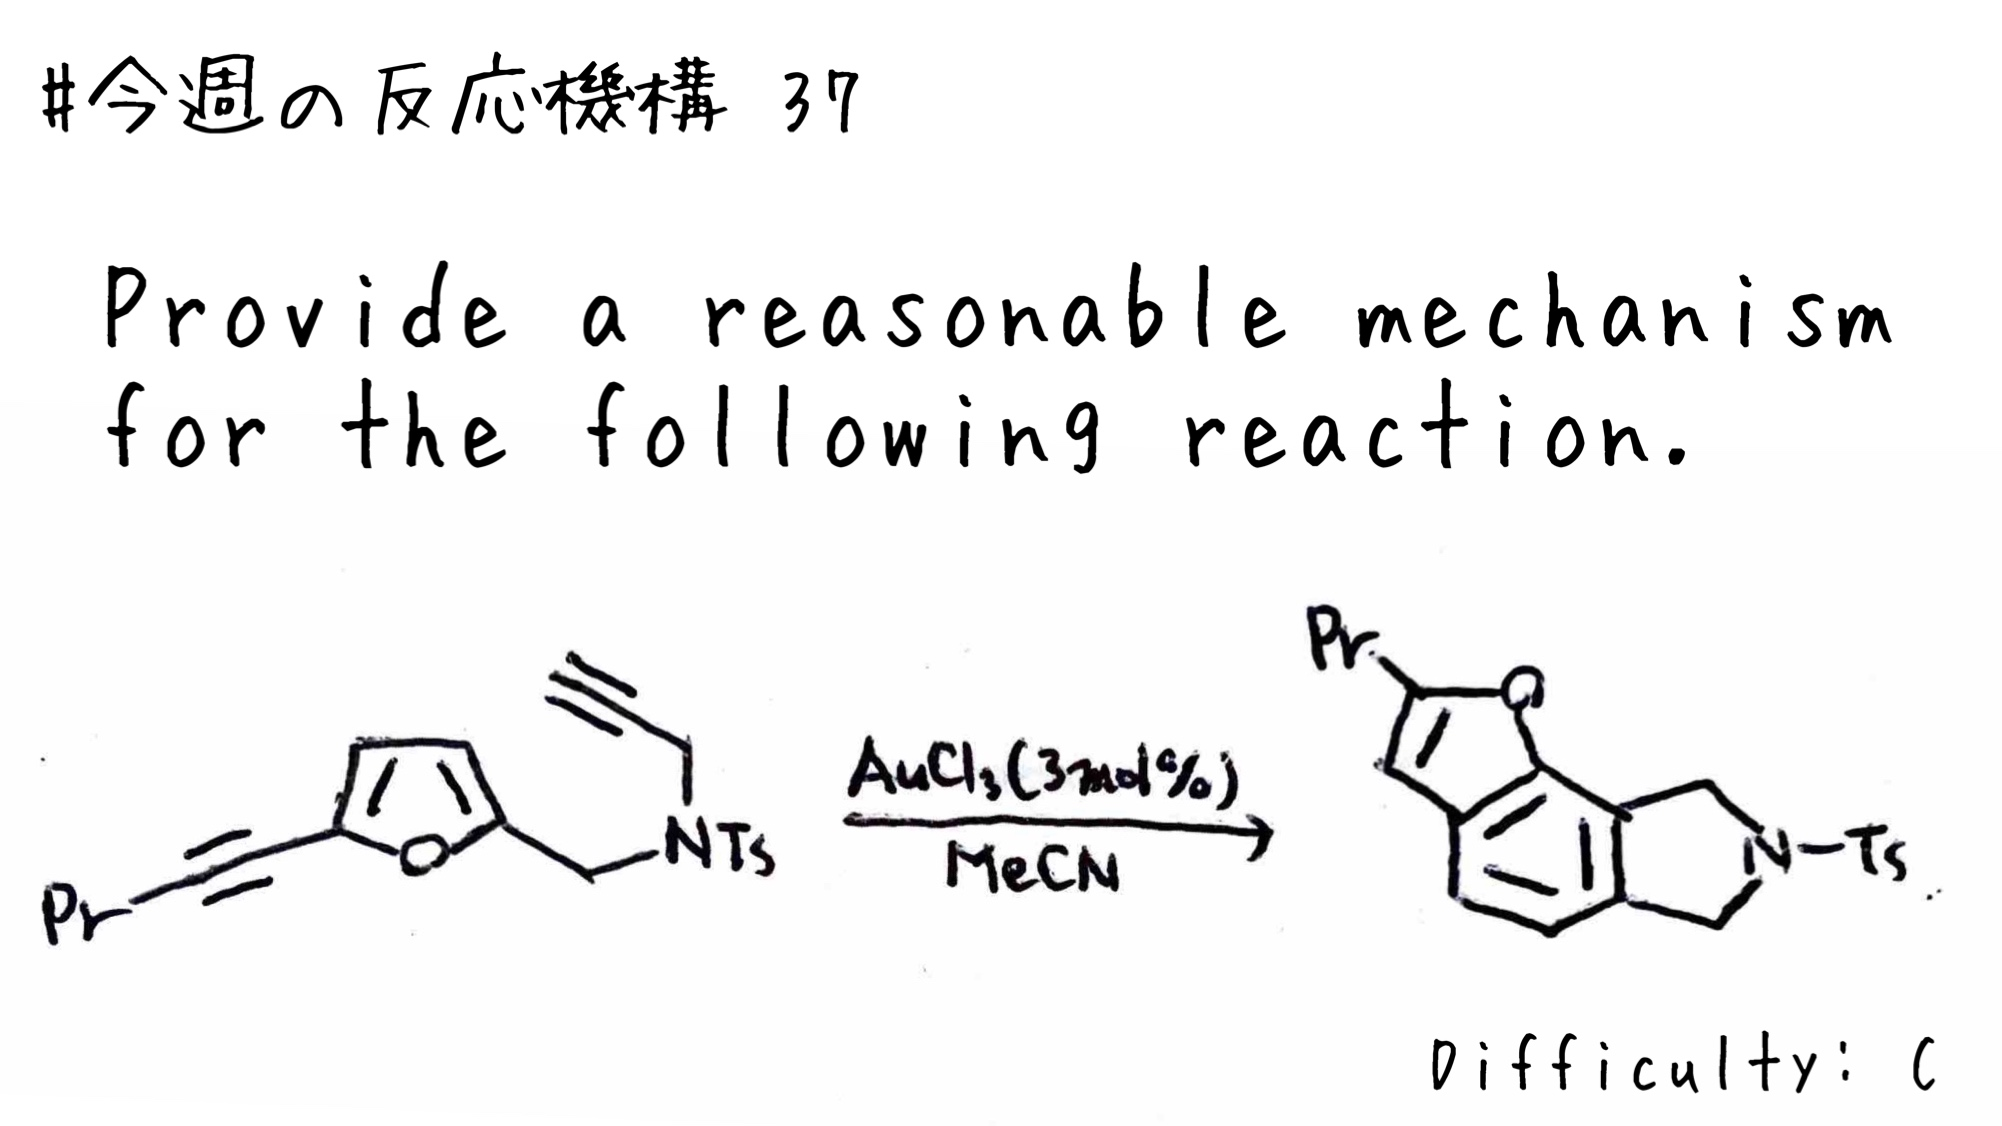 #今週の反応機構 37
Provide a reasonable mechanism
for the following reaction.
Pr
O
NTs
AuCl₃(3mol%)
MeCN
Pr
O
N-Ts
Difficulty: C